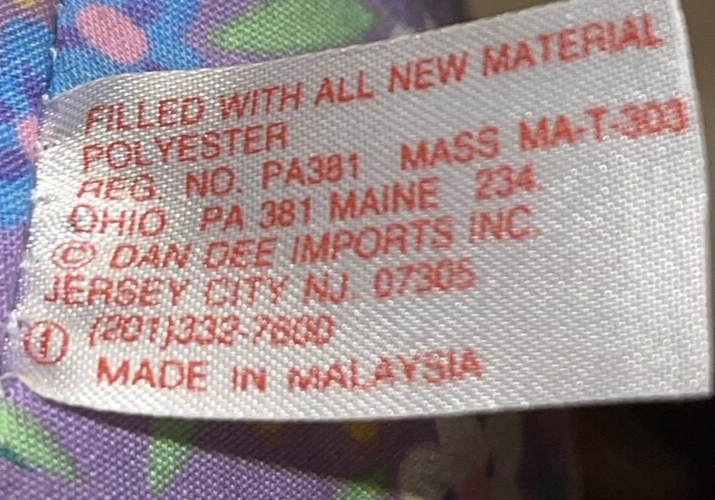 FILLED WITH ALL NEW MATERIAL
POLYESTER
REG. NO. PA381 MASS MA-T-303
OHIO PA 381 MAINE 234.
© DAN DEE IMPORTS INC.
JERSEY CITY NJ. 07305
(201)332-7600
MADE IN MALAYSIA